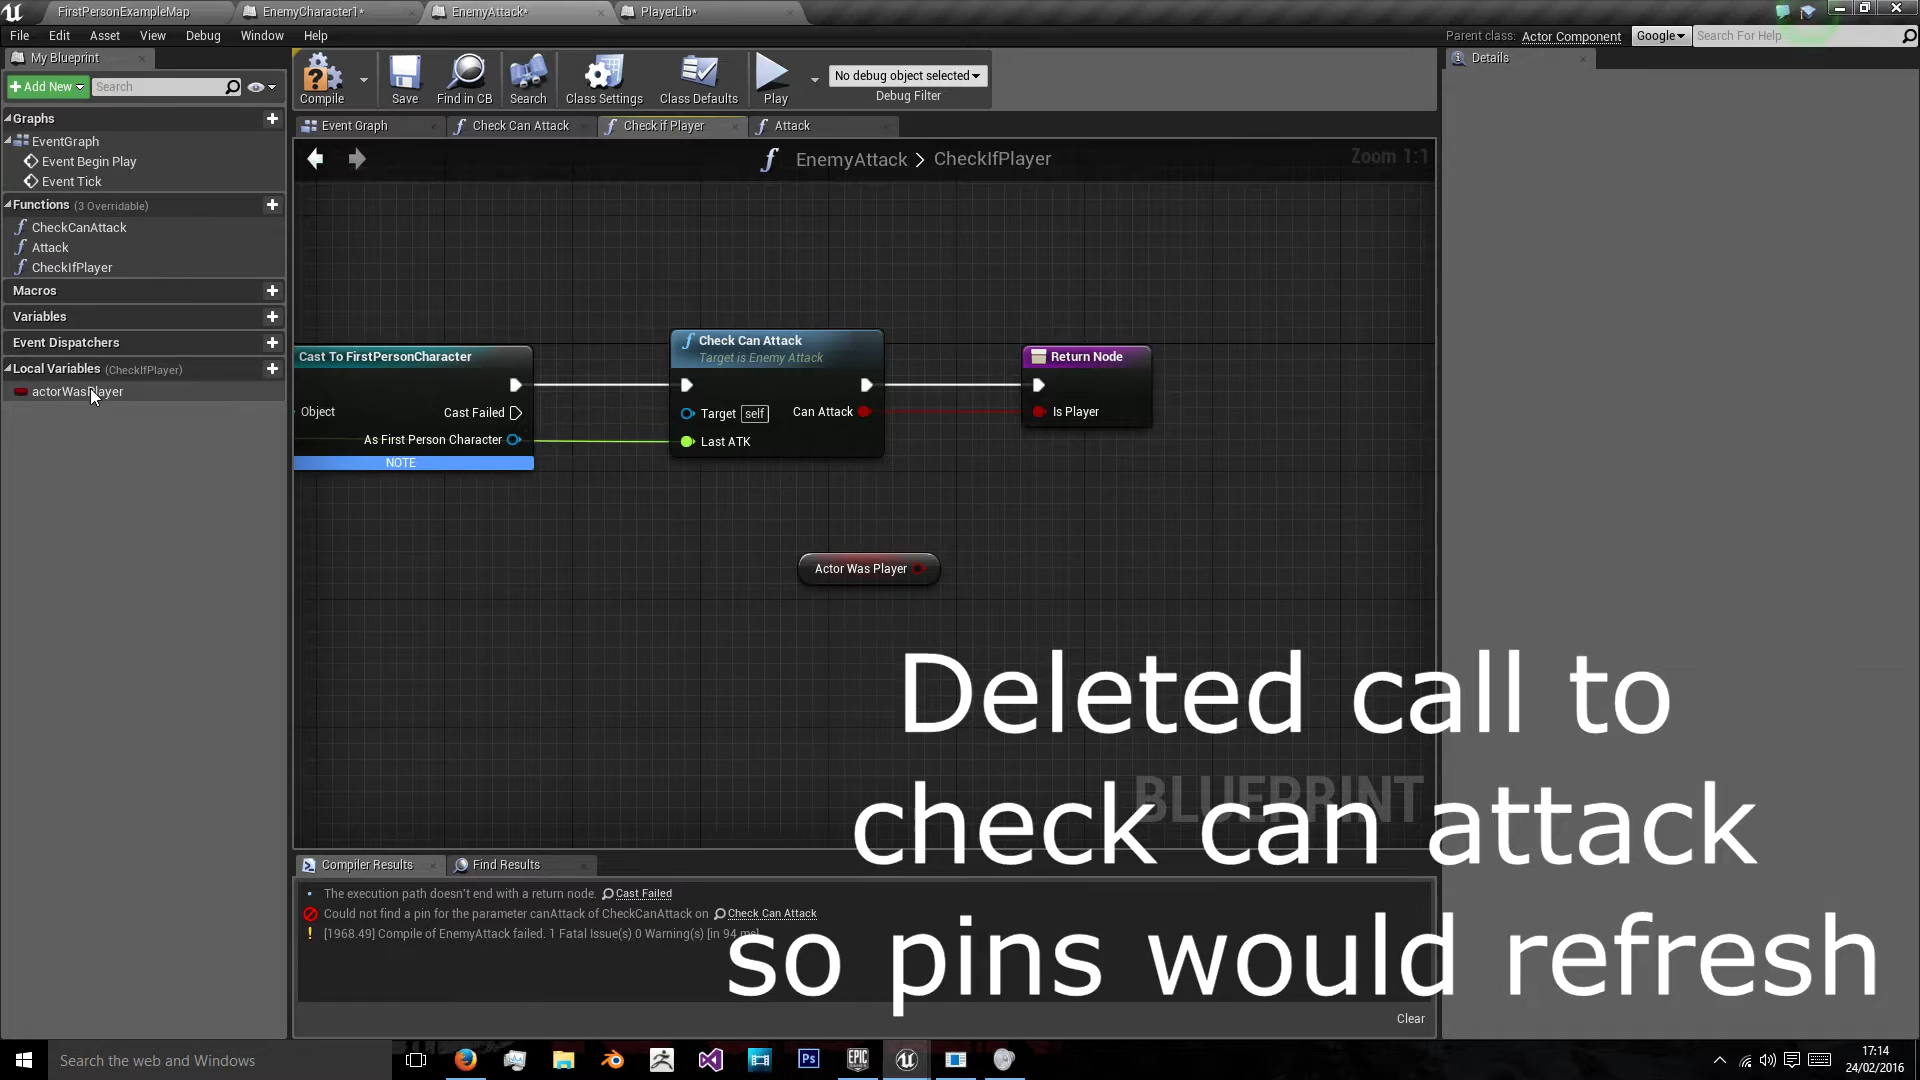 FirstPersonExampleMap
EnemyCharacter1*
EnemyAttack*
PlayerLib*
File Edit Asset View Debug Window Help
Parent class: Actor Component Google Search For Help
My Blueprint
Add New Search
Graphs
EventGraph
Event Begin Play
Event Tick
Functions (3 Overridable)
CheckCanAttack
Attack
CheckIfPlayer
Macros
Variables
Event Dispatchers
Local Variables (CheckIfPlayer)
actorWasPlayer
Compile Save Find in CB Search Class Settings Class Defaults Play
No debug object selected
Debug Filter
Details
Event Graph Check Can Attack Check if Player Attack
EnemyAttack > CheckIfPlayer
Zoom 1:1
Cast To FirstPersonCharacter
Object Cast Failed
As First Person Character
NOTE
Check Can Attack
Target is Enemy Attack
Target self Can Attack
Last ATK
Return Node
Is Player
Actor Was Player
BLUEPRINT
Deleted call to
check can attack
so pins would refresh
Compiler Results Find Results
The execution path doesn't end with a return node. Cast Failed
Could not find a pin for the parameter canAttack of CheckCanAttack on Check Can Attack
[1968.49] Compile of EnemyAttack failed. 1 Fatal Issue(s) 0 Warning(s) [in 94 ms]
Clear
Search the web and Windows
Ps
EPIC
17:14
24/02/2016